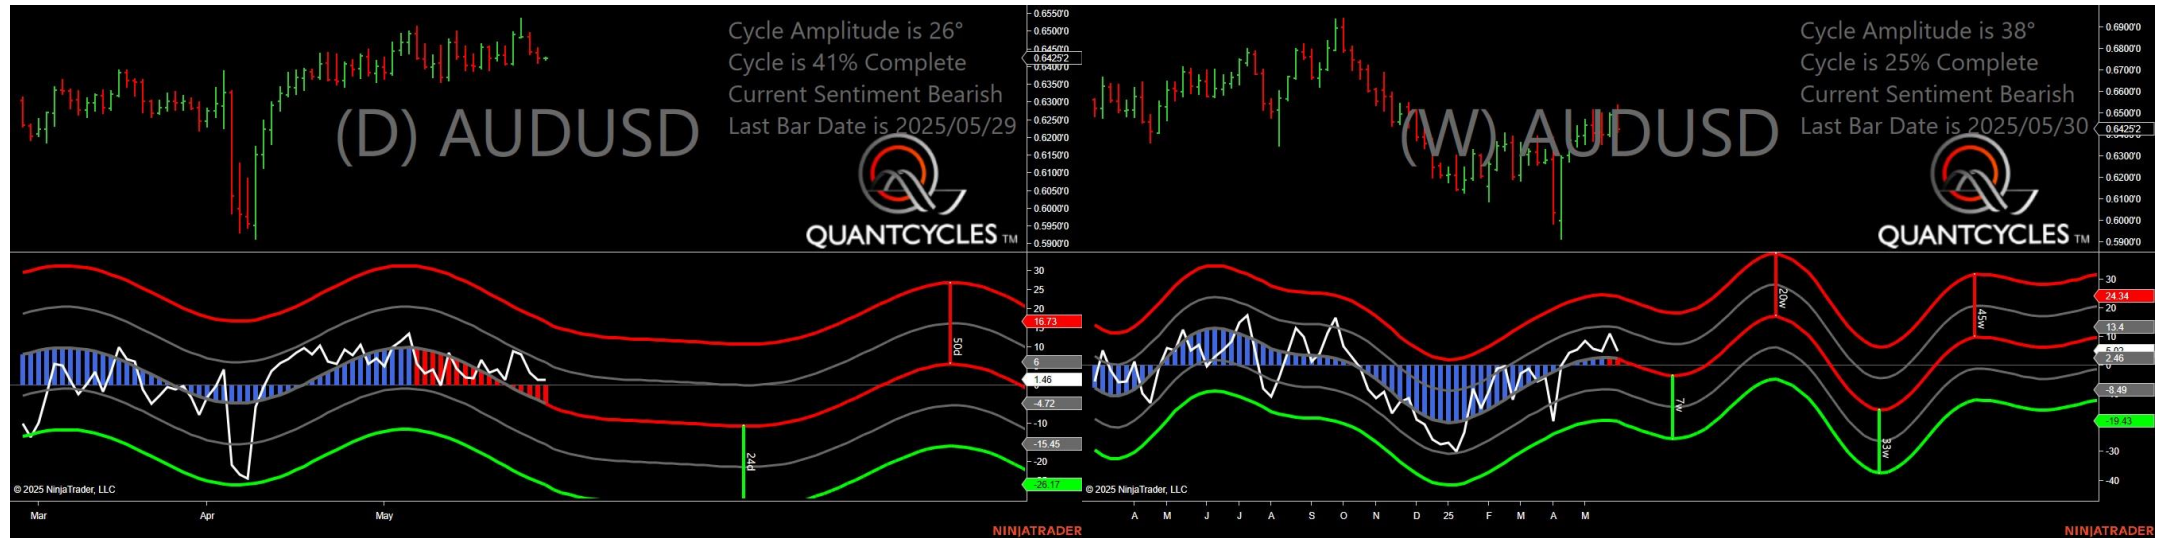 Cycle Amplitude is 26°
Cycle is 41% Complete
Current Sentiment Bearish
Last Bar Date is 2025/05/29
(D) AUDUSD
QUANTCYCLES TM
0.6550'0
0.6500'0
0.6450'0
0.6425'2
0.6400'0
0.6350'0
0.6300'0
0.6250'0
0.6200'0
0.6150'0
0.6100'0
0.6050'0
0.6000'0
0.5950'0
0.5900'0
30
25
20
16.73
10
6
1.46
-4.72
-10
-15.45
-20
-26.17
50d
24d
© 2025 NinjaTrader, LLC
Mar
Apr
May
NINJATRADER
Cycle Amplitude is 38°
Cycle is 25% Complete
Current Sentiment Bearish
Last Bar Date is 2025/05/30
(W) AUDUSD
QUANTCYCLES TM
0.6900'0
0.6800'0
0.6700'0
0.6600'0
0.6500'0
0.6425'2
0.6300'0
0.6200'0
0.6100'0
0.6000'0
0.5900'0
30
24.34
20
13.4
10
2.46
0
-8.49
-19.43
-30
-40
20w
45w
7w
33w
© 2025 NinjaTrader, LLC
A M J J A S O N D 25 F M A M
NINJATRADER